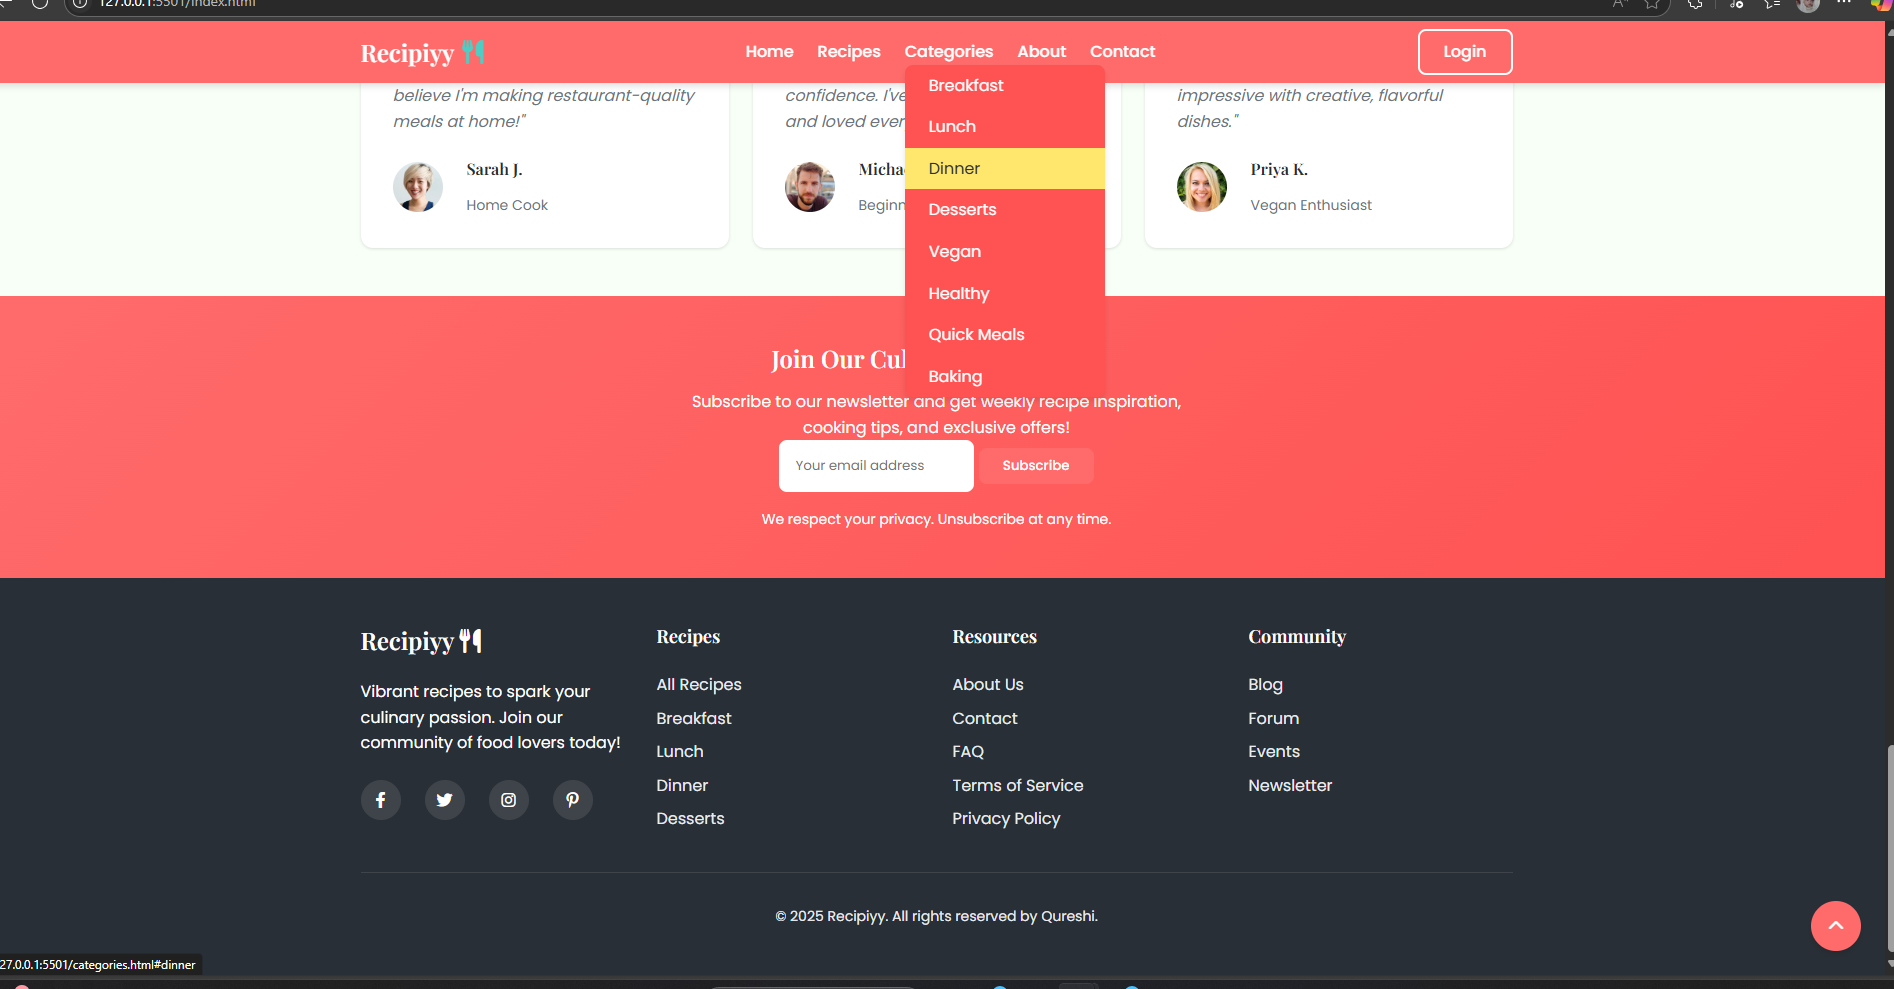 127.0.0.1:5501/index.html
Recipiyy
Home Recipes Categories About Contact
Login
Breakfast
Lunch
Dinner
Desserts
Vegan
Healthy
Quick Meals
Baking
believe I'm making restaurant-quality
meals at home!"
Sarah J.
Home Cook
confidence. I've
and loved
impressive with creative, flavorful
dishes."
Priya K.
Vegan Enthusiast
Join Our
Subscribe to our newsletter and get weekly recipe inspiration,
cooking tips, and exclusive offers!
Your email address
Subscribe
We respect your privacy. Unsubscribe at any time.
Recipiyy
Vibrant recipes to spark your
culinary passion. Join our
community of food lovers today!
Recipes
All Recipes
Breakfast
Lunch
Dinner
Desserts
Resources
About Us
Contact
FAQ
Terms of Service
Privacy Policy
Community
Blog
Forum
Events
Newsletter
© 2025 Recipiyy. All rights reserved by Qureshi.
27.0.0.1:5501/categories.html#dinner